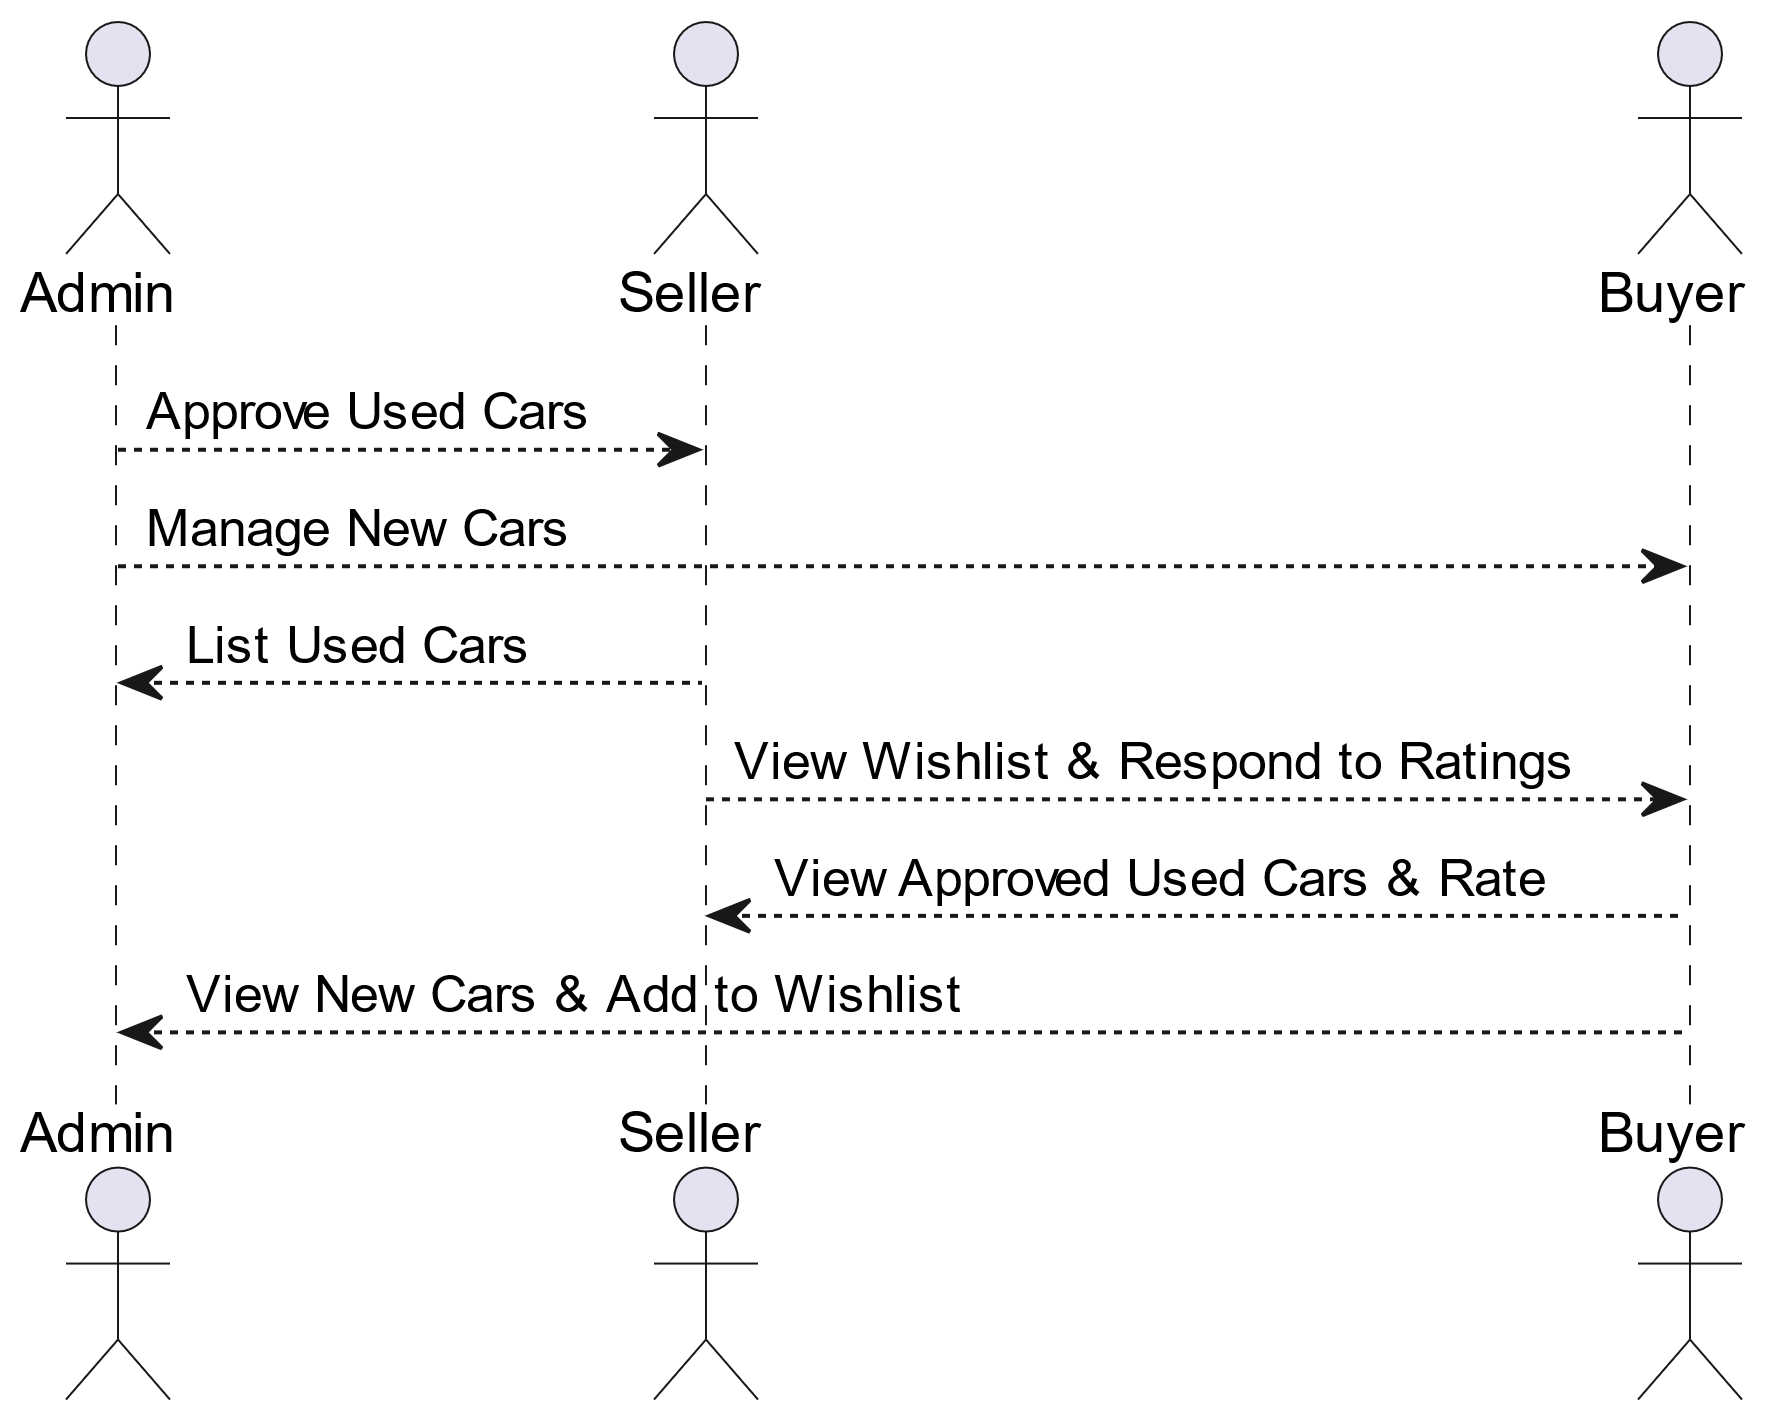 Admin
Seller
Buyer
Approve Used Cars
Manage New Cars
List Used Cars
View Wishlist & Respond to Ratings
View Approved Used Cars & Rate
View New Cars & Add to Wishlist
Admin
Seller
Buyer